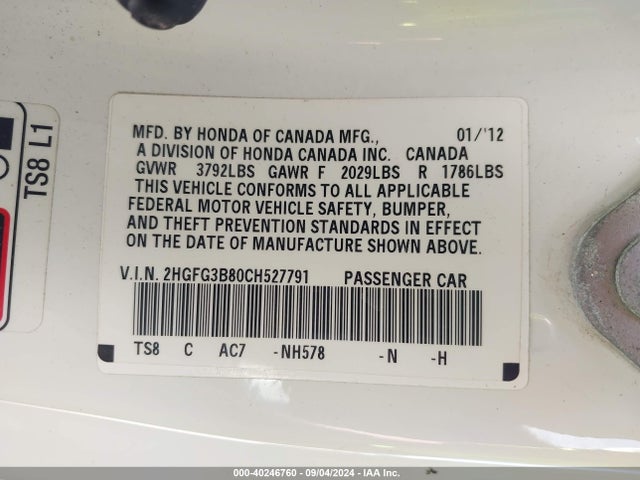 MFD. BY HONDA OF CANADA MFG., 01/'12
A DIVISION OF HONDA CANADA INC. CANADA
GVWR 3792LBS GAWR F 2029LBS R 1786LBS
THIS VEHICLE CONFORMS TO ALL APPLICABLE
FEDERAL MOTOR VEHICLE SAFETY, BUMPER,
AND THEFT PREVENTION STANDARDS IN EFFECT
ON THE DATE OF MANUFACTURE SHOWN ABOVE.
V.I.N. 2HGFG3B80CH527791 PASSENGER CAR
TS8 C AC7 -NH578 -N -H
TS8 L1
000-40246760 - 09/04/2024 - IAA Inc.